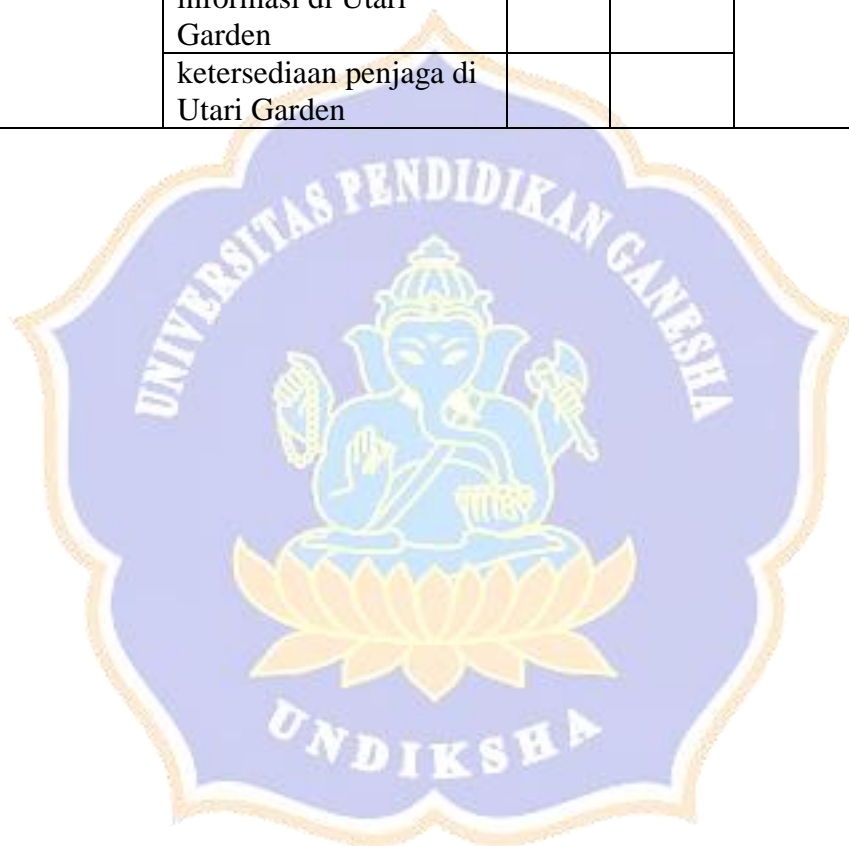 informasi di Utari
Garden
ketersediaan penjaga di
Utari Garden
UNIVERSITAS PENDIDIKAN GANESHA
UNDIKSHA